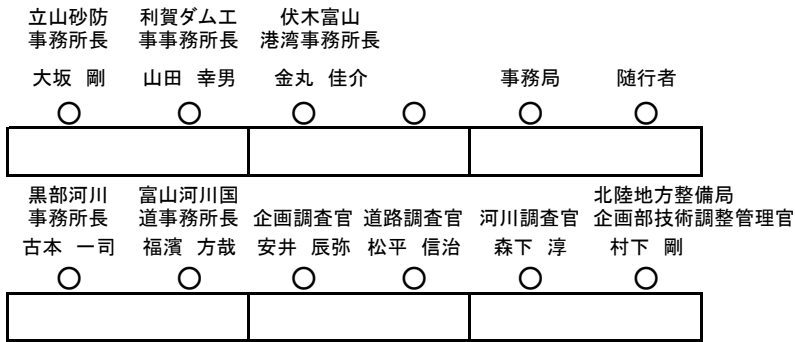 立山砂防 利賀ダム工 伏木富山
事務所長 事事務所長 港湾事務所長
大坂 剛 山田 幸男 金丸 佳介 事務局 随行者
黒部河川 富山河川国 北陸地方整備局
事務所長 道事務所長 企画調査官 道路調査官 河川調査官 企画部技術調整管理官
古本 一司 福濱 方哉 安井 辰弥 松平 信治 森下 淳 村下 剛